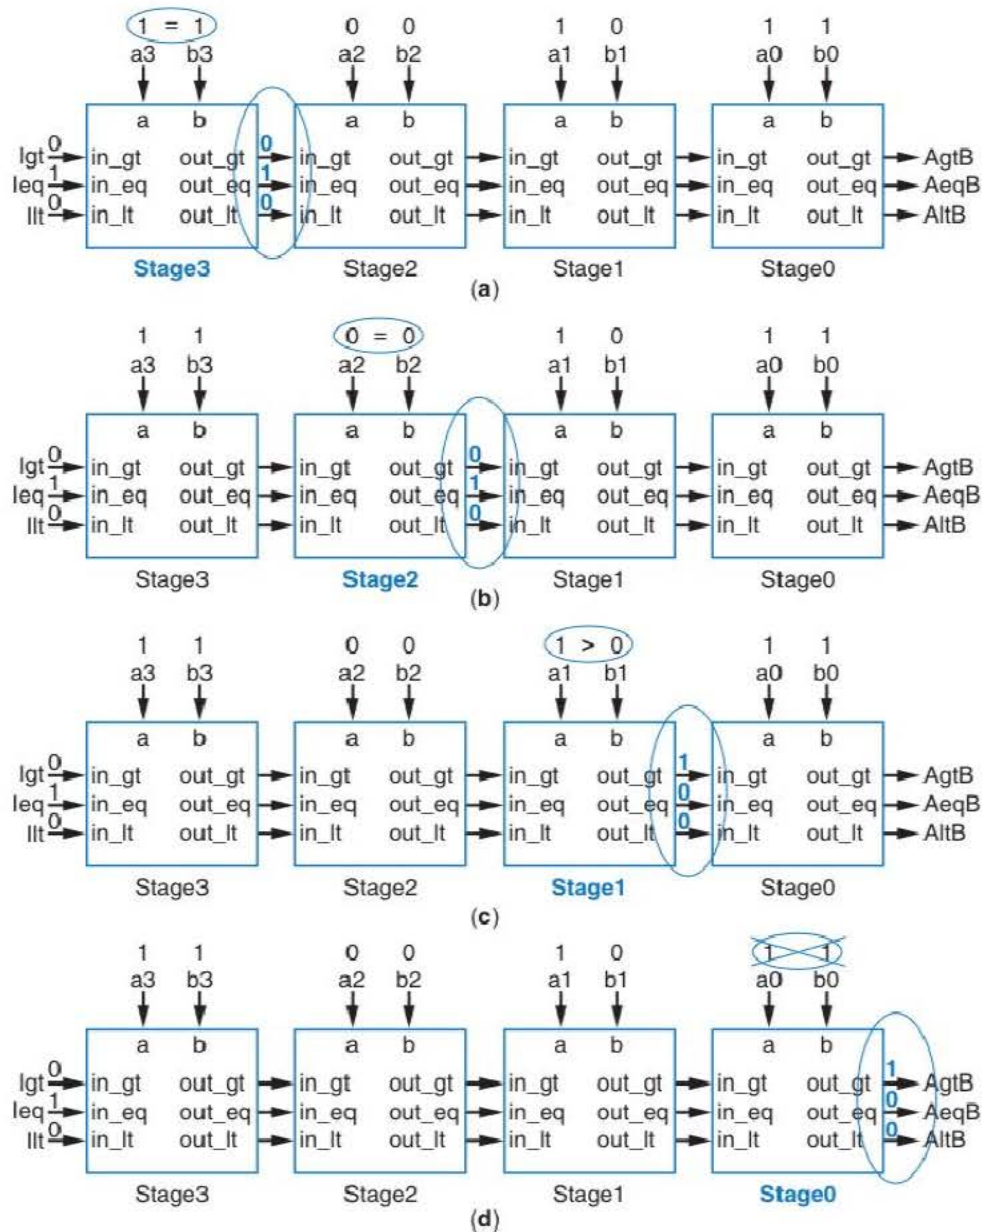 1 = 1 0 0 1 0 1 1
a3 b3 a2 b2 a1 b1 a0 b0
a b a b a b a b
Igt 0 in_gt out_gt 0 in_gt out_gt in_gt out_gt AgtB
Ieq 1 in_eq out_eq 1 in_eq out_eq in_eq out_eq AeqB
Ilt 0 in_lt out_lt 0 in_lt out_lt in_lt out_lt AltB
Stage3 Stage2 Stage1 Stage0
(a)
1 1 0 = 0 1 0 1 1
a3 b3 a2 b2 a1 b1 a0 b0
a b a b a b a b
Igt 0 in_gt out_gt in_gt out_gt 0 in_gt out_gt in_gt out_gt AgtB
Ieq 1 in_eq out_eq in_eq out_eq 1 in_eq out_eq in_eq out_eq AeqB
Ilt 0 in_lt out_lt in_lt out_lt 0 in_lt out_lt in_lt out_lt AltB
Stage3 Stage2 Stage1 Stage0
(b)
1 1 0 0 1 > 0 1 1
a3 b3 a2 b2 a1 b1 a0 b0
a b a b a b a b
Igt 0 in_gt out_gt in_gt out_gt in_gt out_gt 1 in_gt out_gt AgtB
Ieq 1 in_eq out_eq in_eq out_eq in_eq out_eq 0 in_eq out_eq AeqB
Ilt 0 in_lt out_lt in_lt out_lt in_lt out_lt 0 in_lt out_lt AltB
Stage3 Stage2 Stage1 Stage0
(c)
1 1 0 0 1 0 1 1
a3 b3 a2 b2 a1 b1 a0 b0
a b a b a b a b
Igt 0 in_gt out_gt in_gt out_gt in_gt out_gt in_gt out_gt 1 AgtB
Ieq 1 in_eq out_eq in_eq out_eq in_eq out_eq in_eq out_eq 0 AeqB
Ilt 0 in_lt out_lt in_lt out_lt in_lt out_lt in_lt out_lt 0 AltB
Stage3 Stage2 Stage1 Stage0
(d)